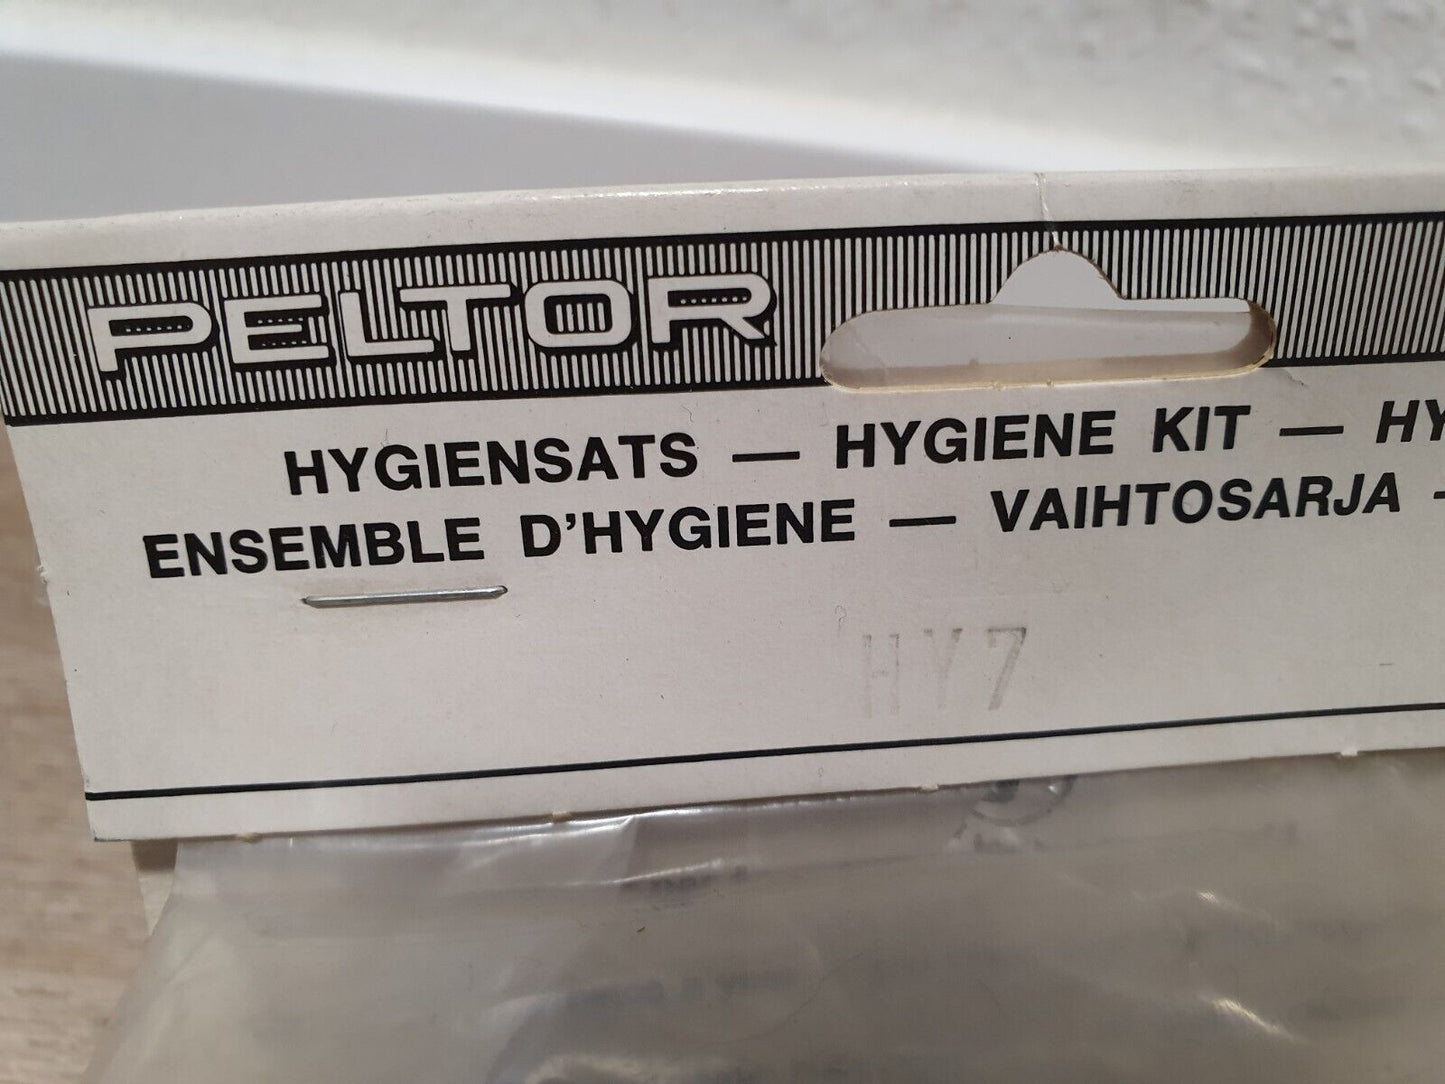 PELTOR
HYGIENSATS — HYGIENE KIT — HY
ENSEMBLE D'HYGIENE — VAIHTOSARJA -
HY7